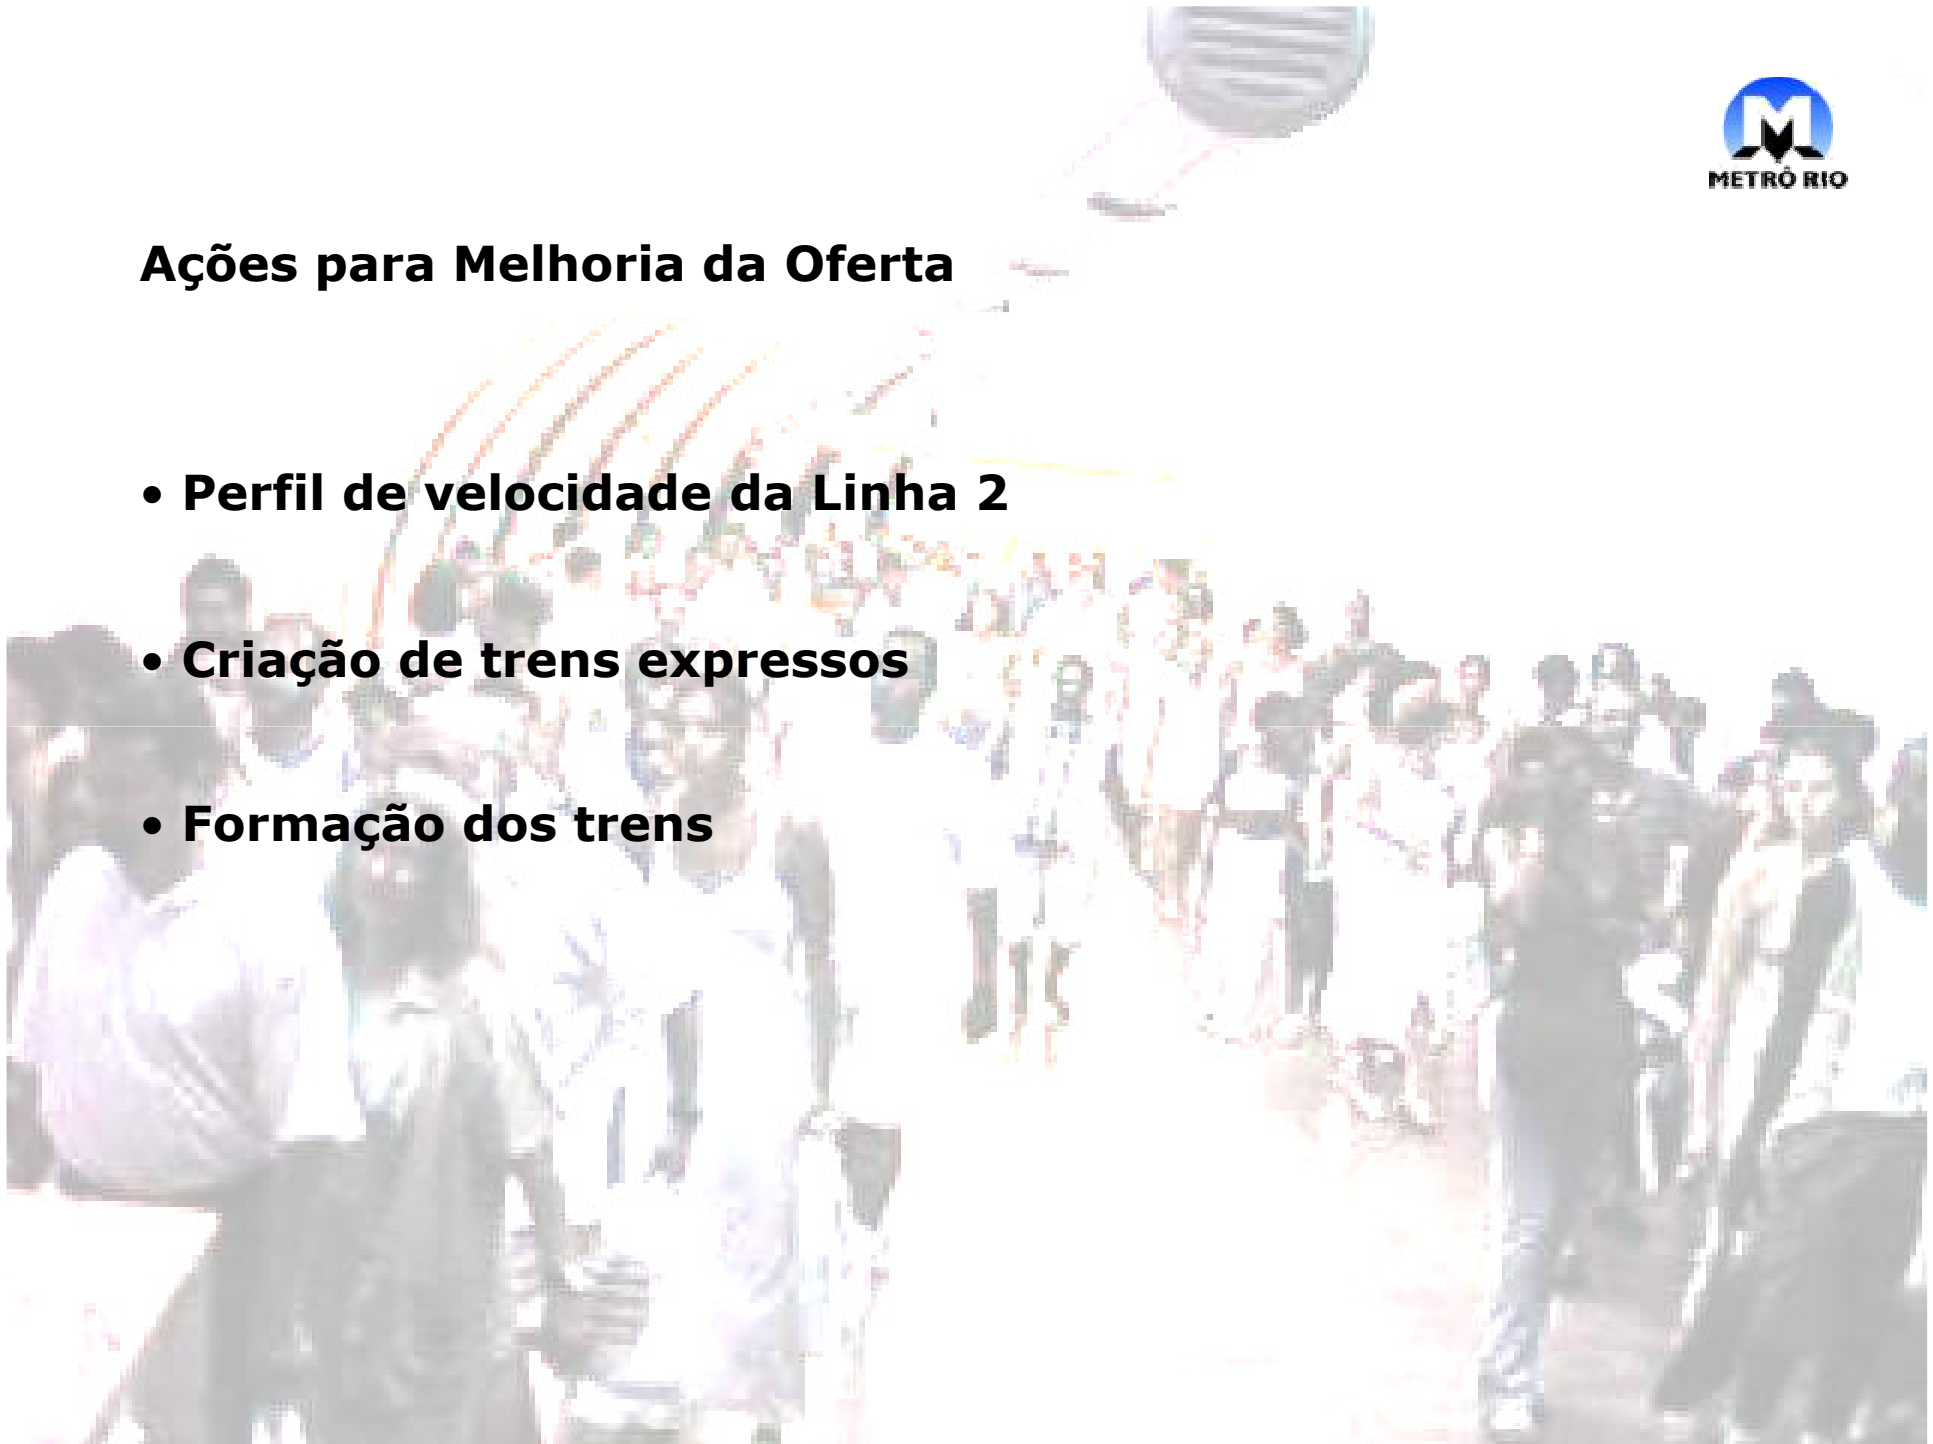 METRÔ RIO
Ações para Melhoria da Oferta
• Perfil de velocidade da Linha 2
• Criação de trens expressos
• Formação dos trens